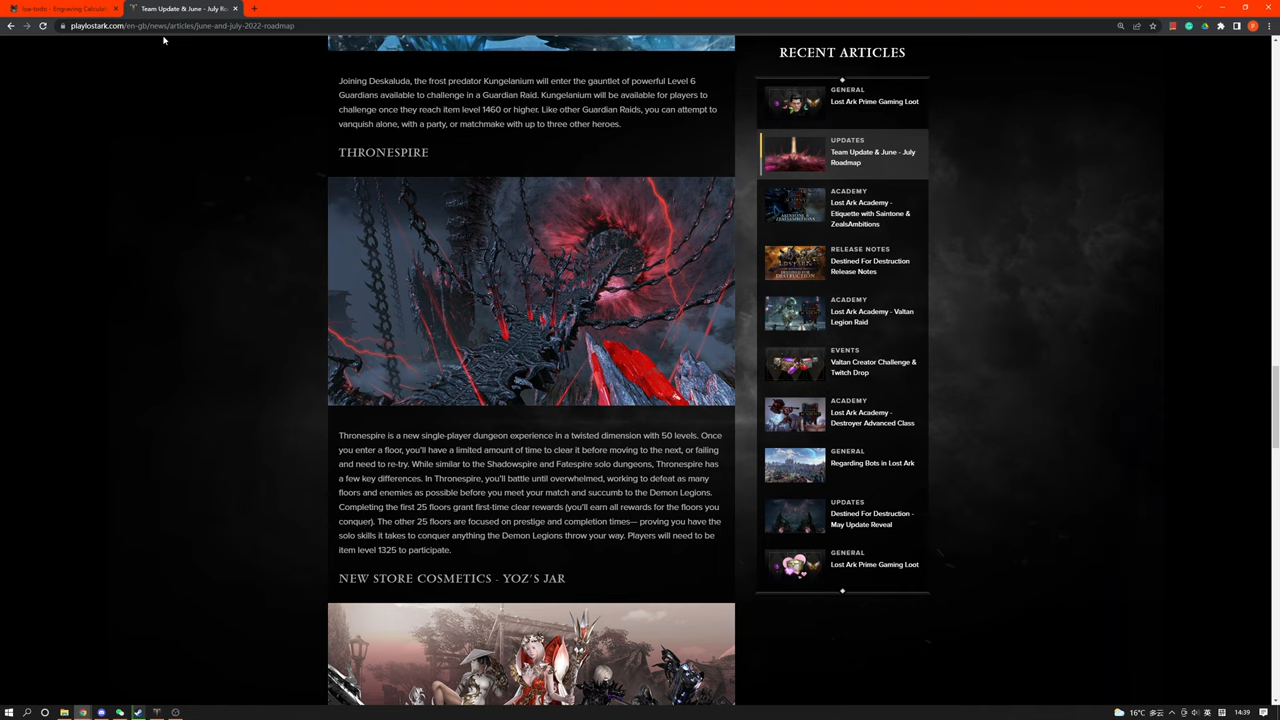 loa-todo - Engraving Calculat
Team Update & June - July R
playlostark.com/en-gb/news/articles/june-and-july-2022-roadmap
Joining Deskaluda, the frost predator Kungelanium will enter the gauntlet of powerful Level 6
Guardians available to challenge in a Guardian Raid. Kungelanium will be available for players to
challenge once they reach item level 1460 or higher. Like other Guardian Raids, you can attempt to
vanquish alone, with a party, or matchmake with up to three other heroes.
THRONESPIRE
Thronespire is a new single-player dungeon experience in a twisted dimension with 50 levels. Once
you enter a floor, you'll have a limited amount of time to clear it before moving to the next, or failing
and need to re-try. While similar to the Shadowspire and Fatespire solo dungeons, Thronespire has
a few key differences. In Thronespire, you'll battle until overwhelmed, working to defeat as many
floors and enemies as possible before you meet your match and succumb to the Demon Legions.
Completing the first 25 floors grant first-time clear rewards (you'll earn all rewards for the floors you
conquer). The other 25 floors are focused on prestige and completion times— proving you have the
solo skills it takes to conquer anything the Demon Legions throw your way. Players will need to be
item level 1325 to participate.
NEW STORE COSMETICS - YOZ'S JAR
RECENT ARTICLES
GENERAL
Lost Ark Prime Gaming Loot
UPDATES
Team Update & June - July
Roadmap
ACADEMY
Lost Ark Academy -
Etiquette with Saintone &
ZealsAmbitions
RELEASE NOTES
Destined For Destruction
Release Notes
ACADEMY
Lost Ark Academy - Valtan
Legion Raid
EVENTS
Valtan Creator Challenge &
Twitch Drop
ACADEMY
Lost Ark Academy -
Destroyer Advanced Class
GENERAL
Regarding Bots in Lost Ark
UPDATES
Destined For Destruction -
May Update Reveal
GENERAL
Lost Ark Prime Gaming Loot
16°C 多云 英 拼 14:39